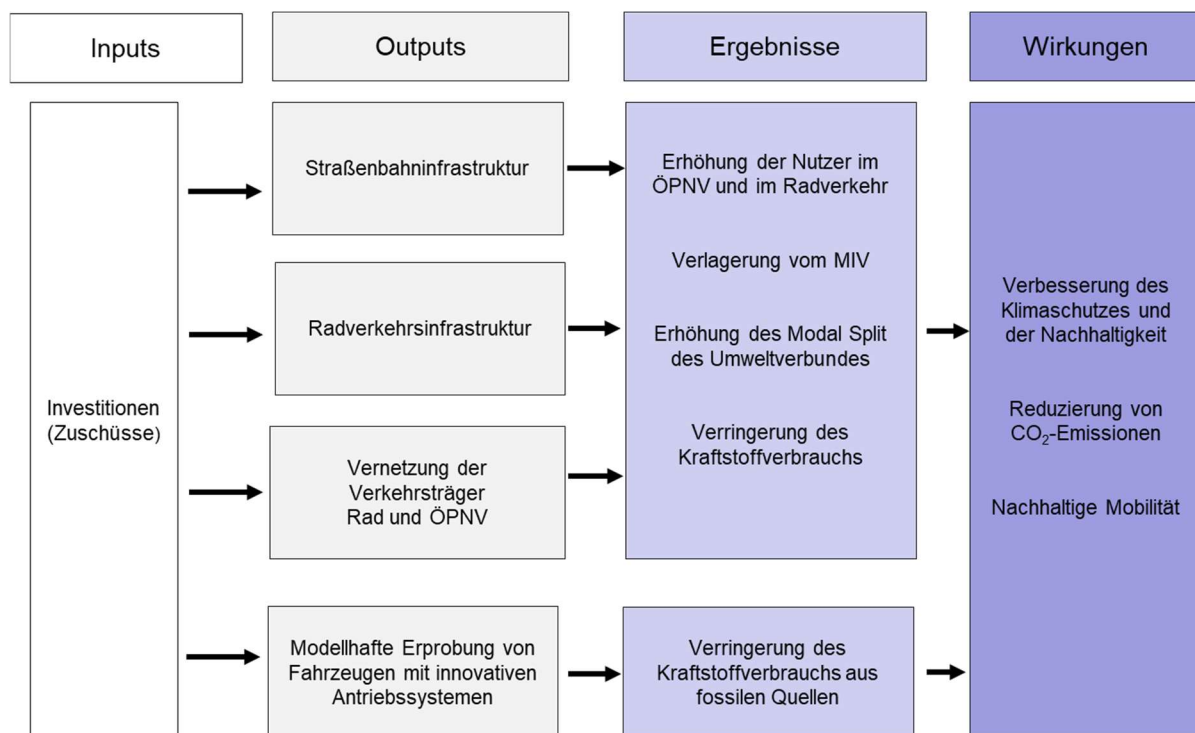 Inputs
Outputs
Ergebnisse
Wirkungen
Investitionen
(Zuschüsse)
Straßenbahninfrastruktur
Radverkehrsinfrastruktur
Vernetzung der
Verkehrsträger
Rad und ÖPNV
Modellhafte Erprobung von
Fahrzeugen mit innovativen
Antriebssystemen
Erhöhung der Nutzer im
ÖPNV und im Radverkehr
Verlagerung vom MIV
Erhöhung des Modal Split
des Umweltverbundes
Verringerung des
Kraftstoffverbrauchs
Verringerung des
Kraftstoffverbrauchs aus
fossilen Quellen
Verbesserung des
Klimaschutzes und
der Nachhaltigkeit
Reduzierung von
CO₂-Emissionen
Nachhaltige Mobilität